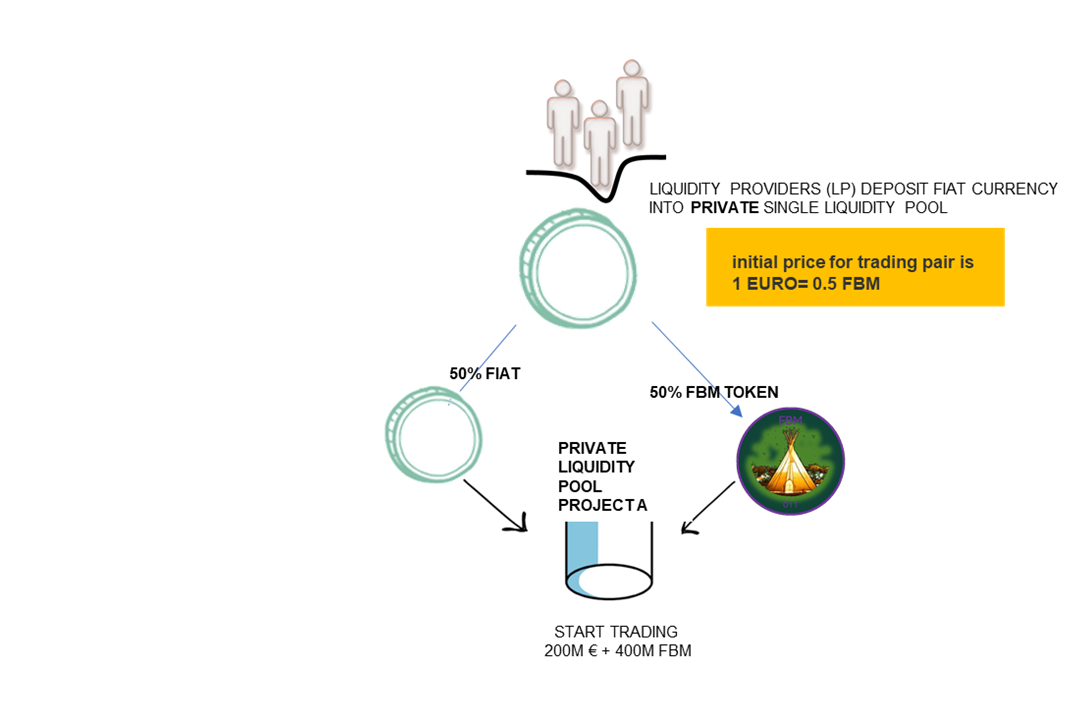 LIQUIDITY PROVIDERS (LP) DEPOSIT FIAT CURRENCY
INTO PRIVATE SINGLE LIQUIDITY POOL
initial price for trading pair is
1 EURO= 0.5 FBM
50% FIAT
50% FBM TOKEN
FBM
PRIVATE
LIQUIDITY
POOL
PROJECT A
START TRADING
200M € + 400M FBM